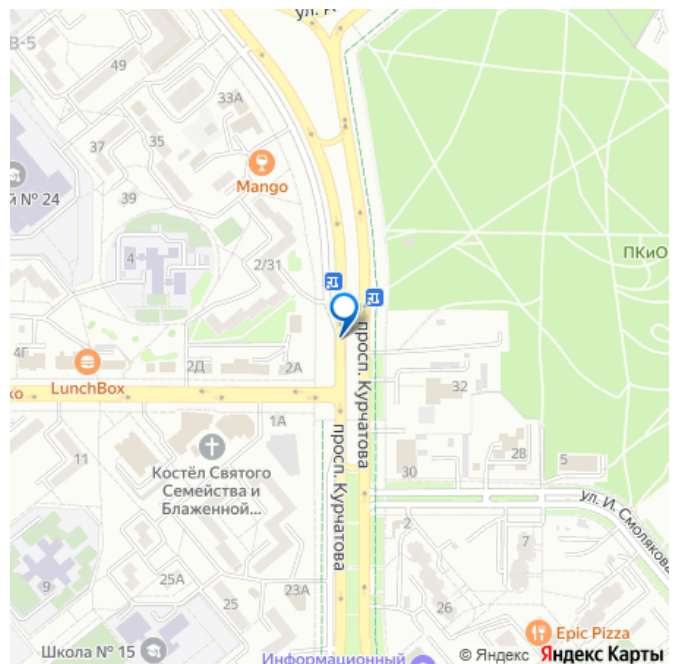 ул. К
В-5
49
33А
37
35
Mango
й № 24
39
4
2/31
ПКиО
4Г
LunchBox
2Д
2А
ко
просп. Курчатова
32
1А
11
Костёл Святого
Семейства и
Блаженной...
просп. Курчатова
30
28
5
ул. И. Смолякова
2
7
9
25А
25
23А
26
Epic Pizza
Школа № 15
Информационный
© Яндекс Яндекс Карты